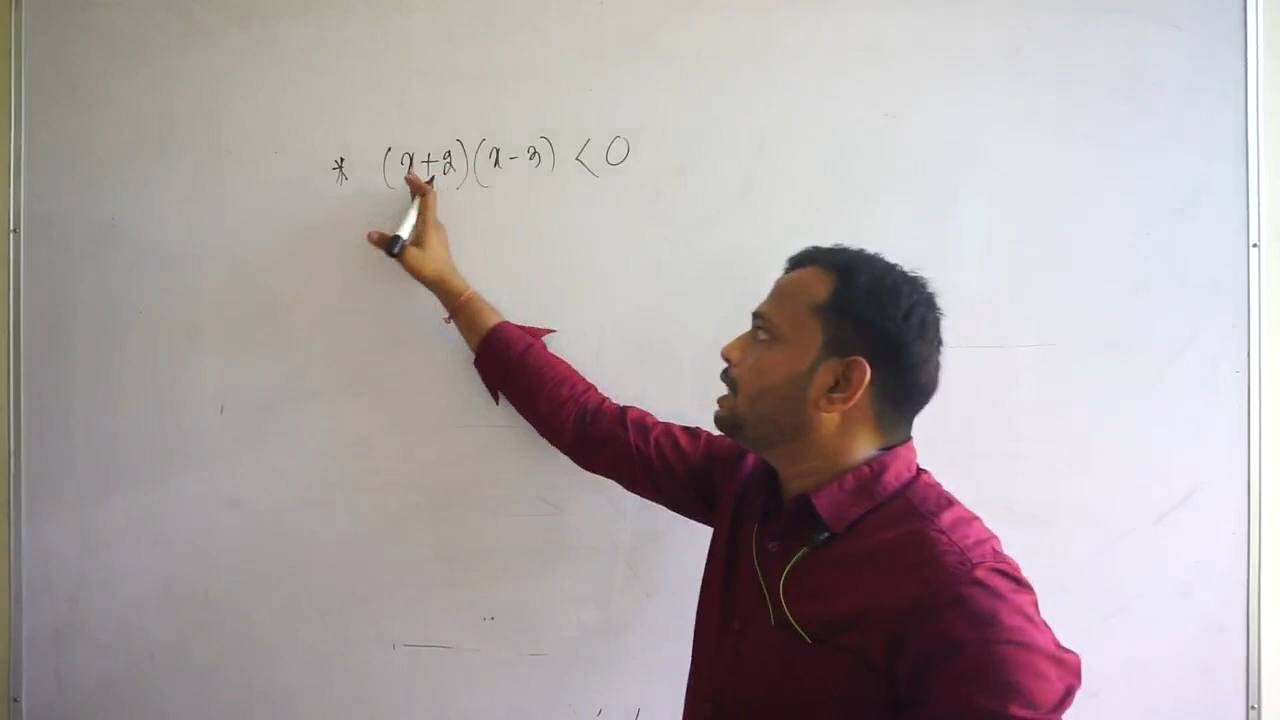 * (x+2)(x-3) < 0